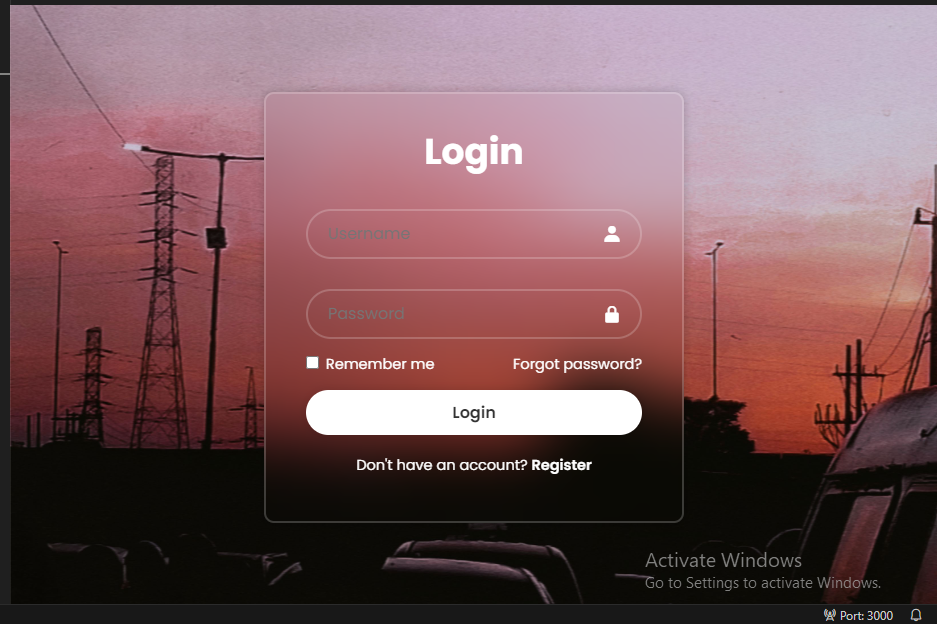 Login
Username
Password
Remember me
Forgot password?
Login
Don't have an account? Register
Activate Windows
Go to Settings to activate Windows.
Port: 3000